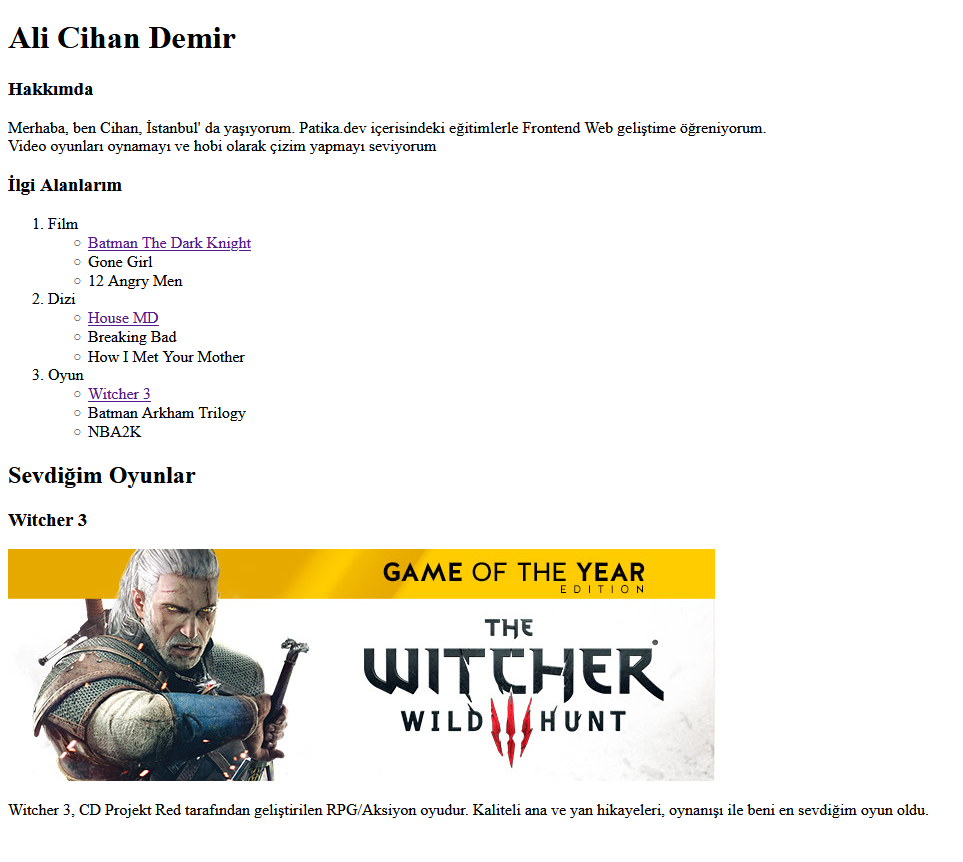 Ali Cihan Demir
Hakkımda
Merhaba, ben Cihan, İstanbul' da yaşıyorum. Patika.dev içerisindeki eğitimlerle Frontend Web geliştime öğreniyorum.
Video oyunları oynamayı ve hobi olarak çizim yapmayı seviyorum
İlgi Alanlarım
1. Film
○ Batman The Dark Knight
○ Gone Girl
○ 12 Angry Men
2. Dizi
○ House MD
○ Breaking Bad
○ How I Met Your Mother
3. Oyun
○ Witcher 3
○ Batman Arkham Trilogy
○ NBA2K
Sevdiğim Oyunlar
Witcher 3
GAME OF THE YEAR
EDITION
THE
WITCHER
WILD HUNT
Witcher 3, CD Projekt Red tarafından geliştirilen RPG/Aksiyon oyudur. Kaliteli ana ve yan hikayeleri, oynanışı ile beni en sevdiğim oyun oldu.